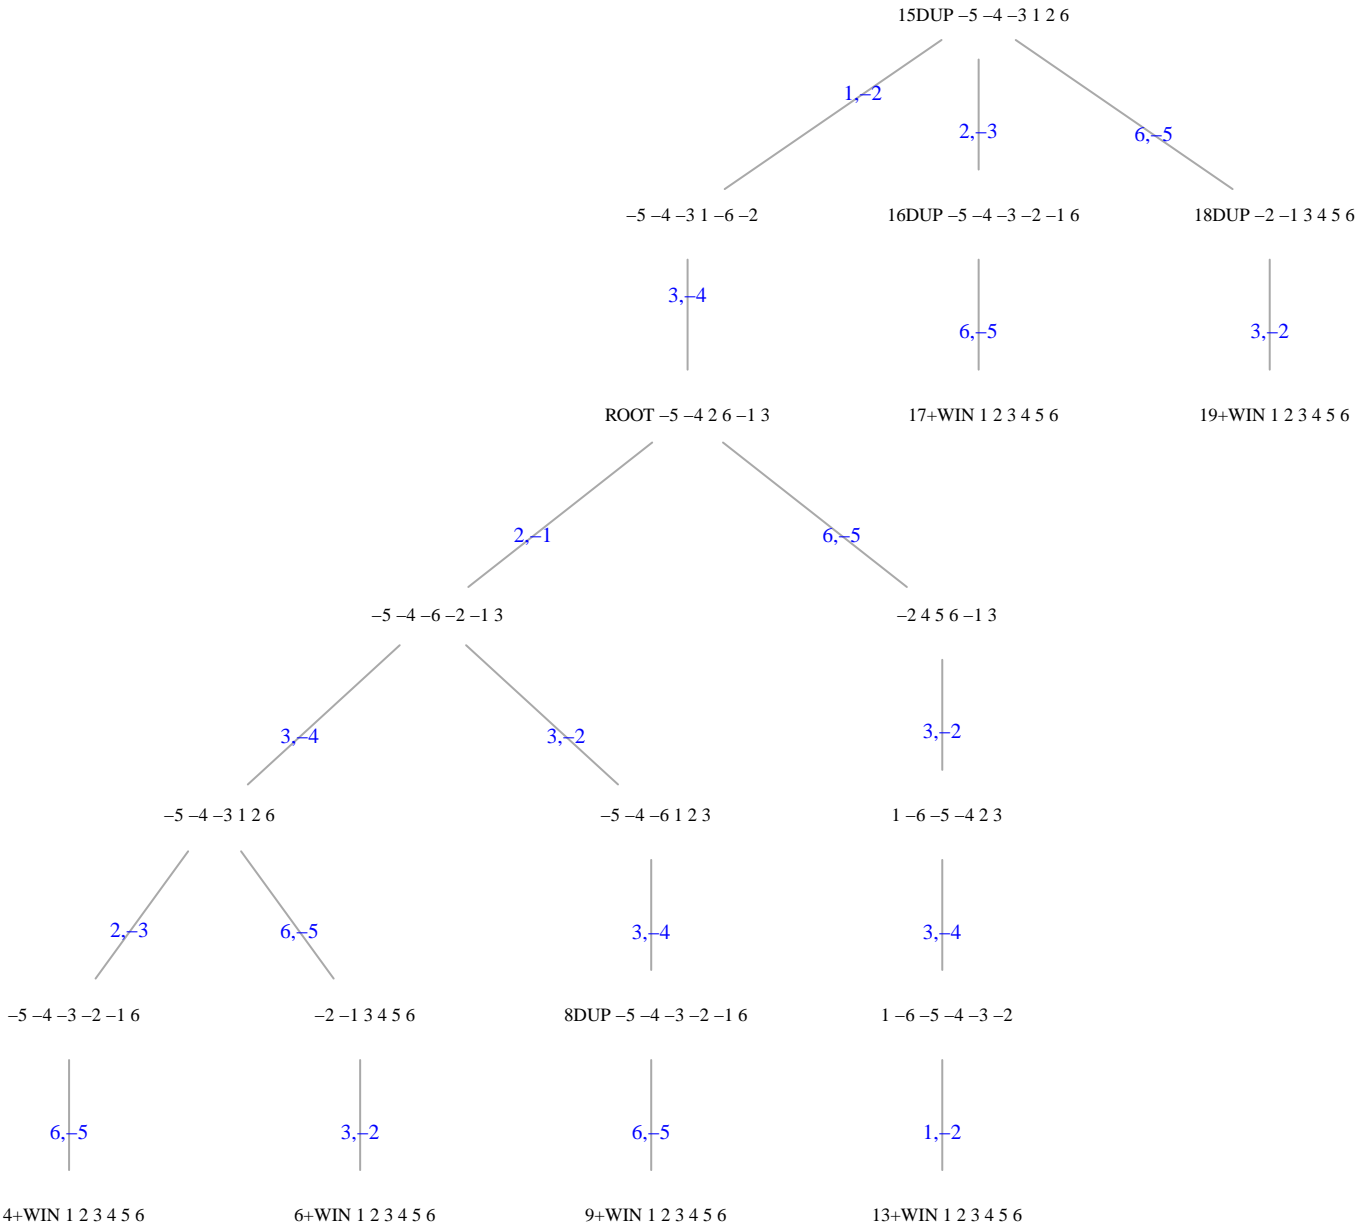 15DUP –5 –4 –3 1 2 6
1,–2
2,–3
6,–5
–5 –4 –3 1 –6 –2
16DUP –5 –4 –3 –2 –1 6
18DUP –2 –1 3 4 5 6
3,–4
6,–5
3,–2
ROOT –5 –4 2 6 –1 3
17+WIN 1 2 3 4 5 6
19+WIN 1 2 3 4 5 6
2,–1
6,–5
–5 –4 –6 –2 –1 3
–2 4 5 6 –1 3
3,–4
3,–2
3,–2
–5 –4 –3 1 2 6
–5 –4 –6 1 2 3
1 –6 –5 –4 2 3
2,–3
6,–5
3,–4
3,–4
–5 –4 –3 –2 –1 6
–2 –1 3 4 5 6
8DUP –5 –4 –3 –2 –1 6
1 –6 –5 –4 –3 –2
6,–5
3,–2
6,–5
1,–2
4+WIN 1 2 3 4 5 6
6+WIN 1 2 3 4 5 6
9+WIN 1 2 3 4 5 6
13+WIN 1 2 3 4 5 6